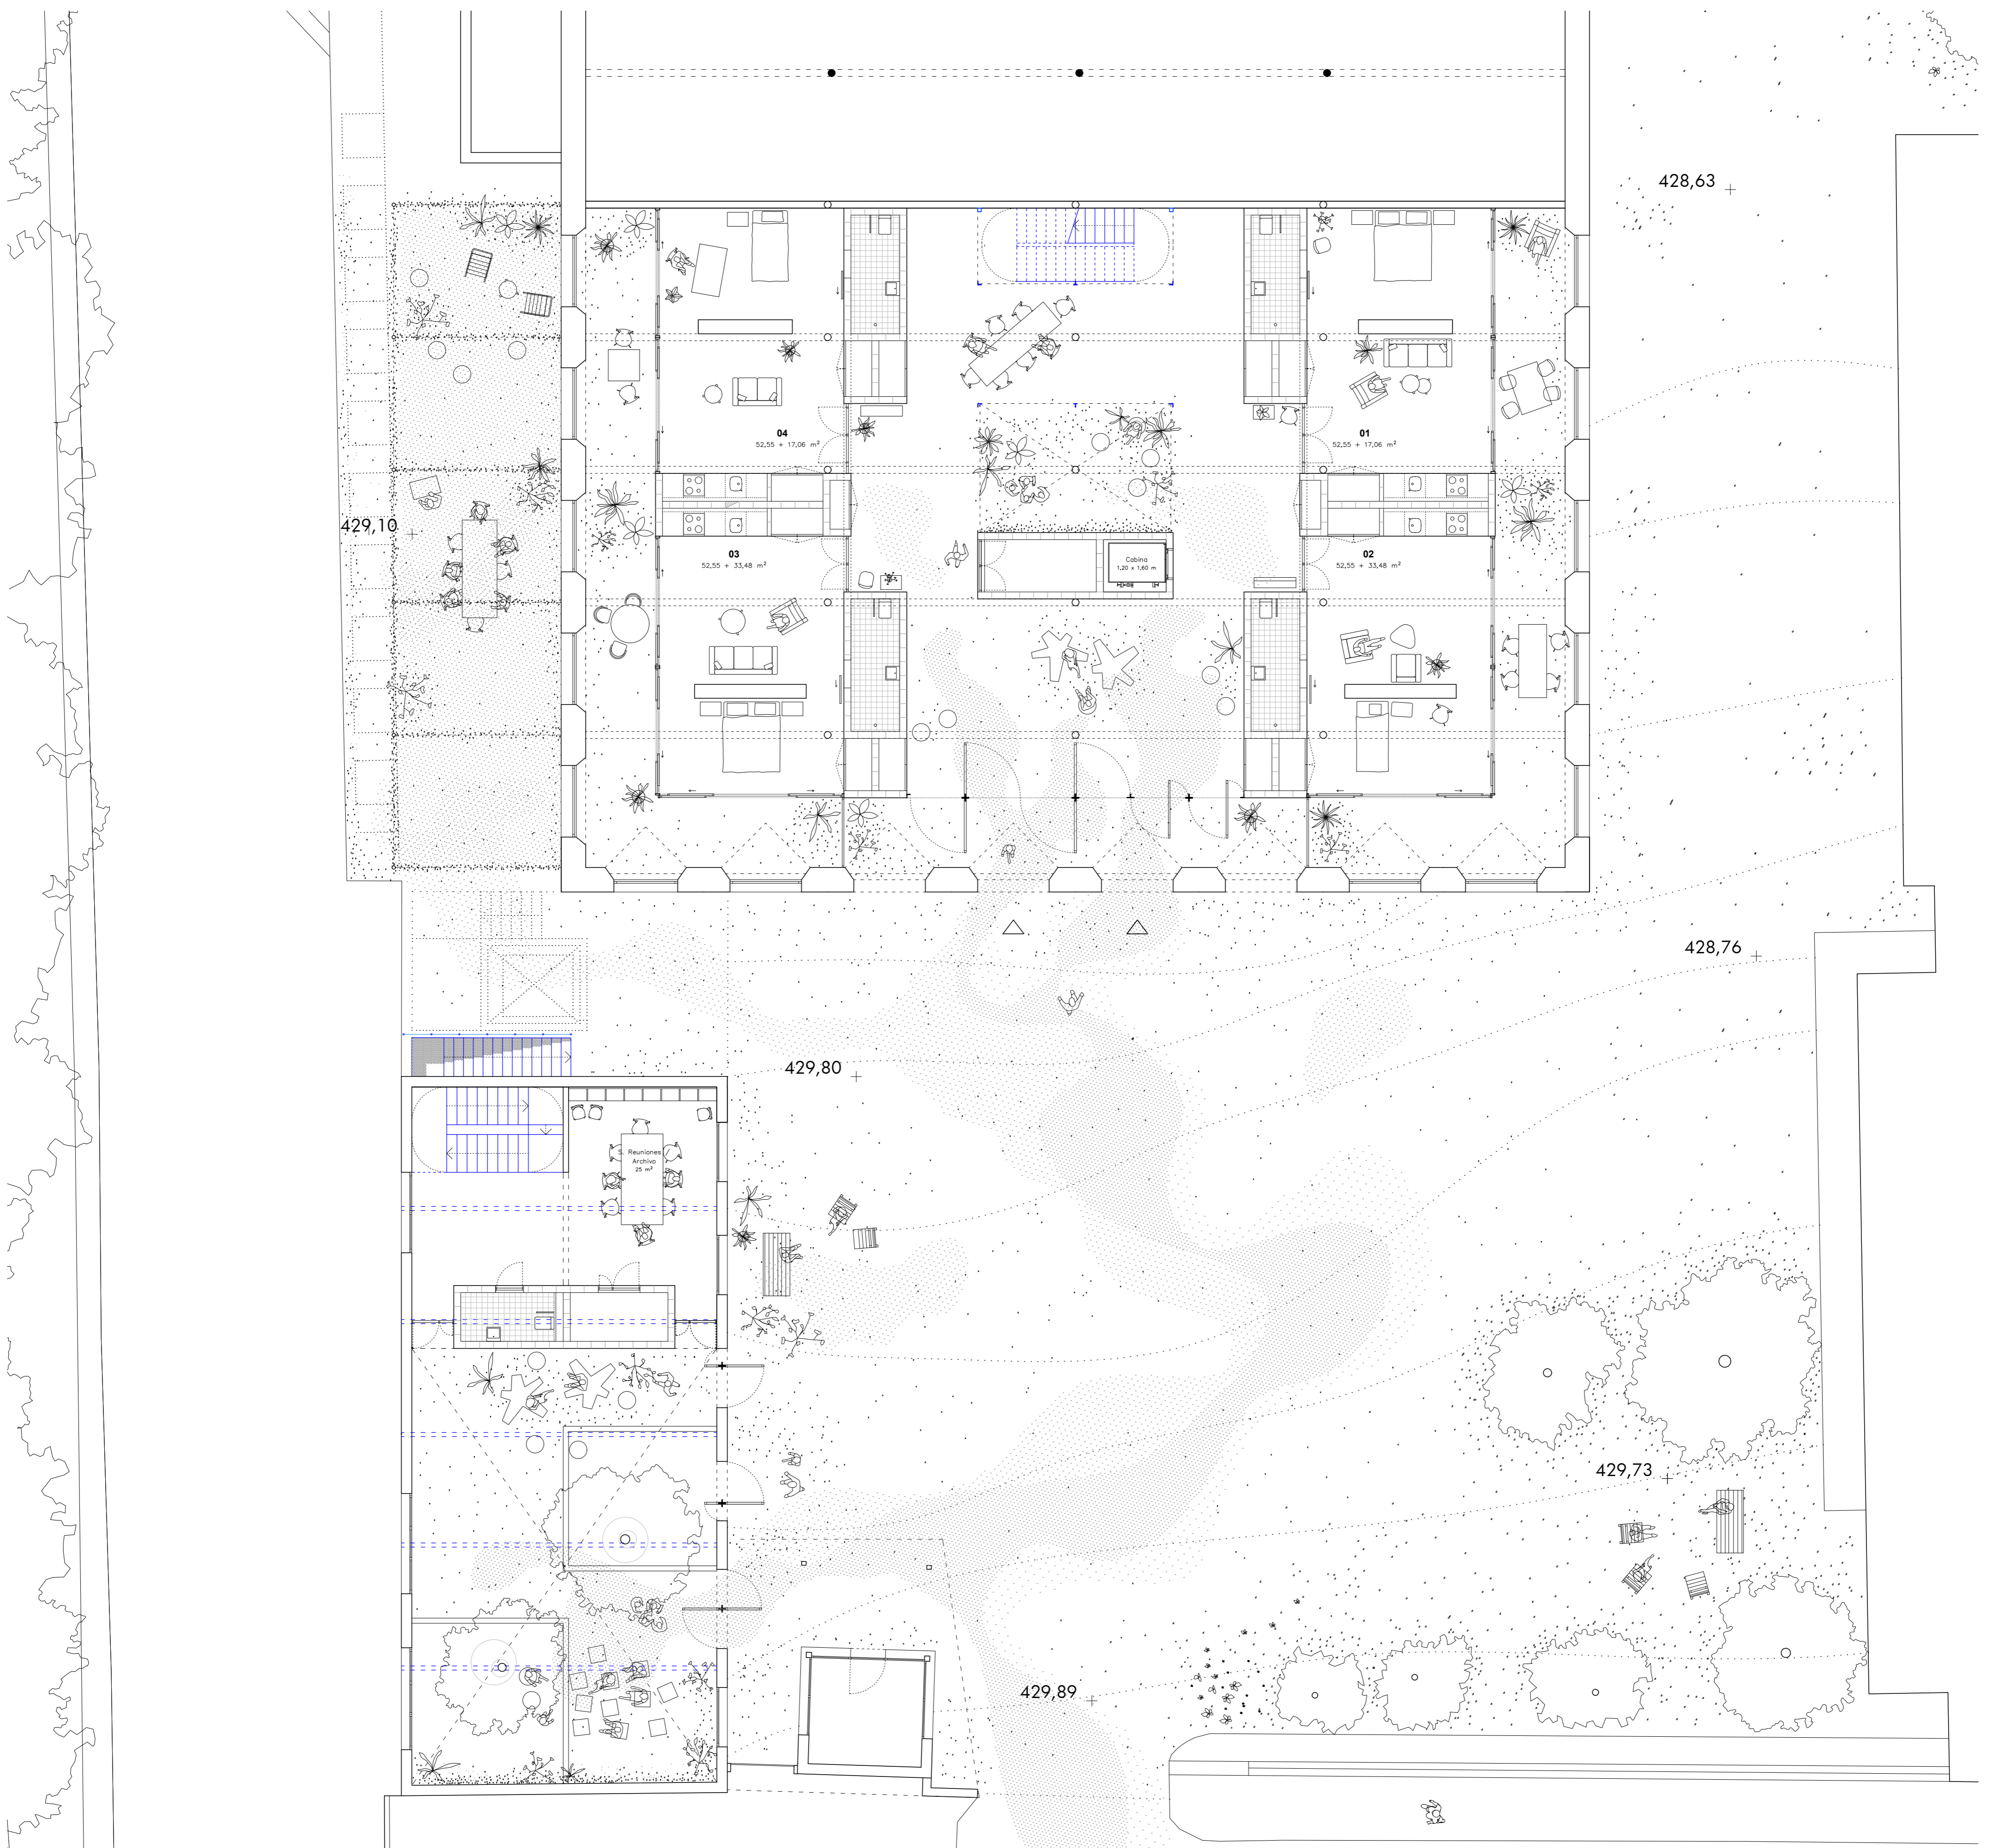 428,63
04
52,55 + 17,06 m²
01
52,55 + 17,06 m²
429,10
03
52,55 + 33,48 m²
Cabina
1,20 x 1,60 m
02
52,55 + 33,48 m²
428,76
429,80
S. Reuniones
Archivo
25 m²
429,73
429,89